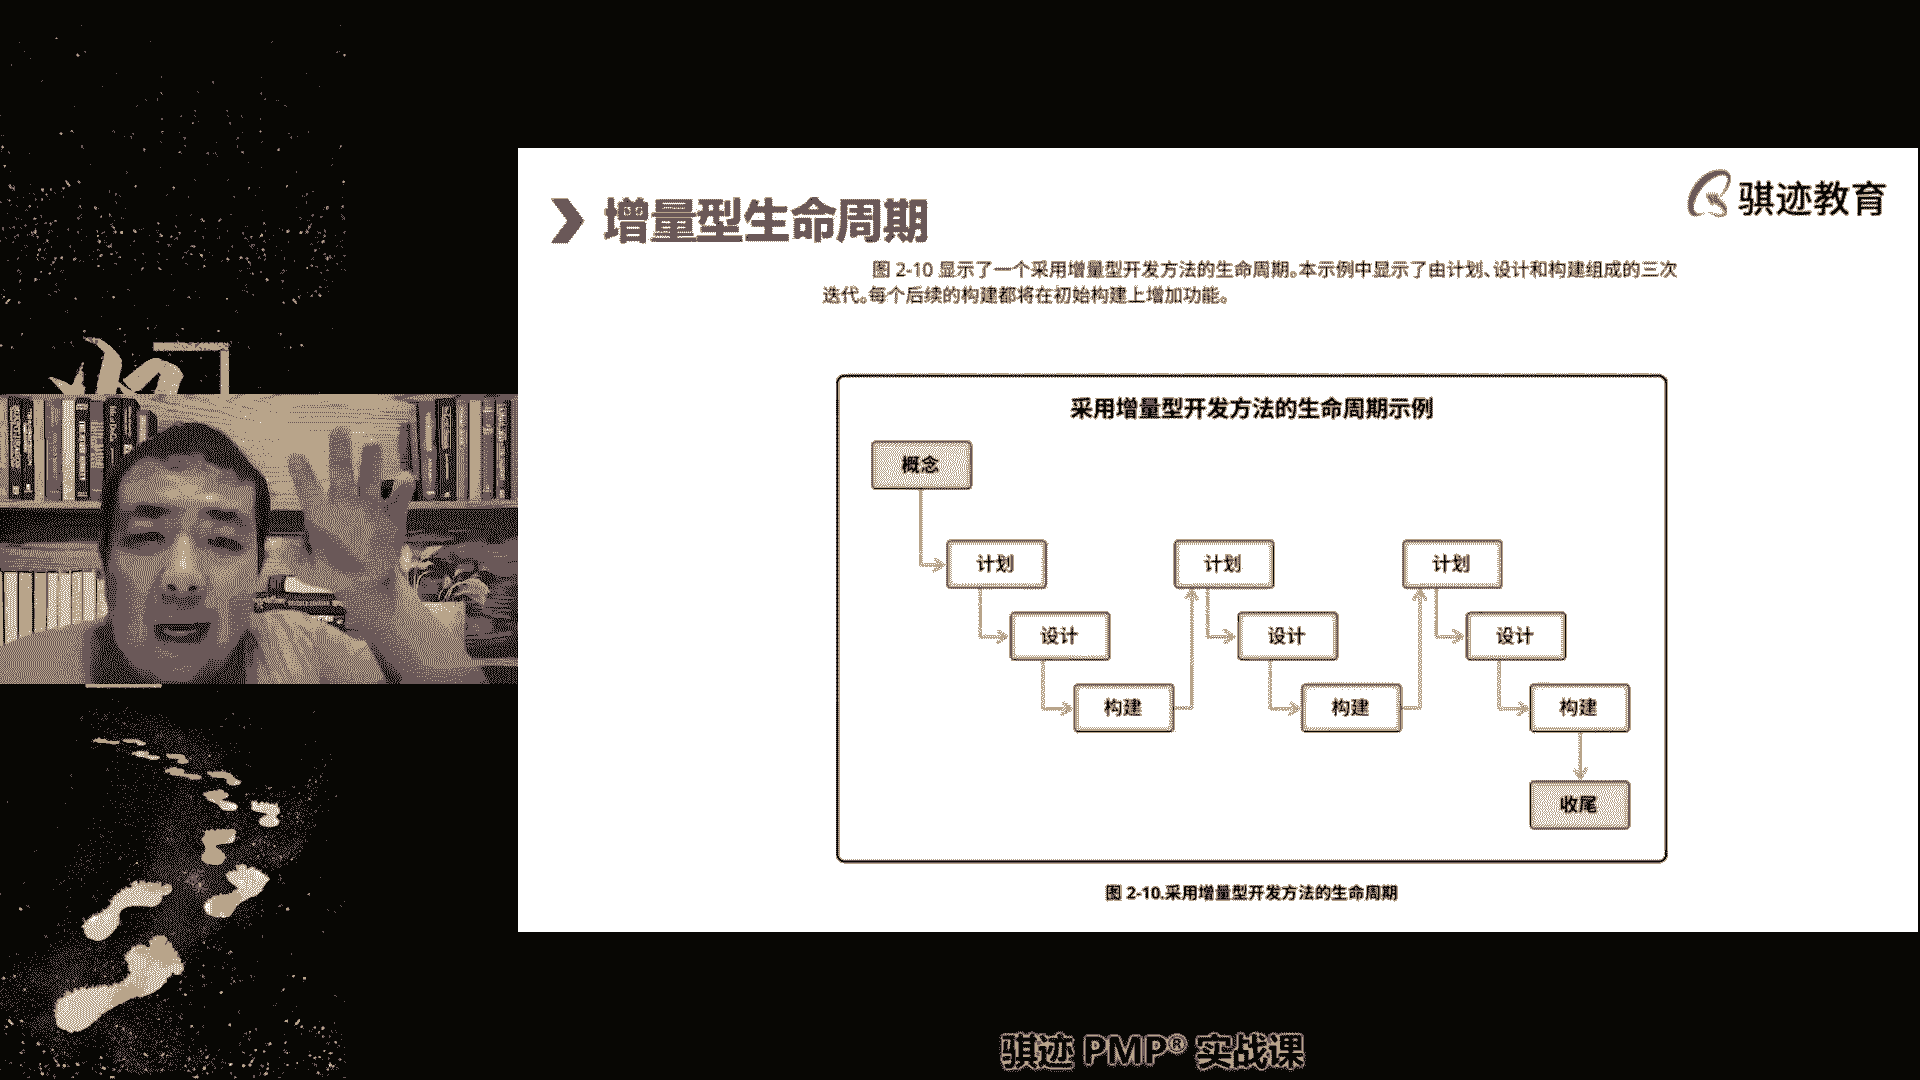 增量型生命周期
骐迹教育
图 2-10 显示了一个采用增量型开发方法的生命周期。本示例中显示了由计划、设计和构建组成的三次
迭代。每个后续的构建都将在初始构建上增加功能。
采用增量型开发方法的生命周期示例
概念
计划
计划
计划
设计
设计
设计
构建
构建
构建
收尾
图 2-10.采用增量型开发方法的生命周期
骐迹 PMP® 实战课